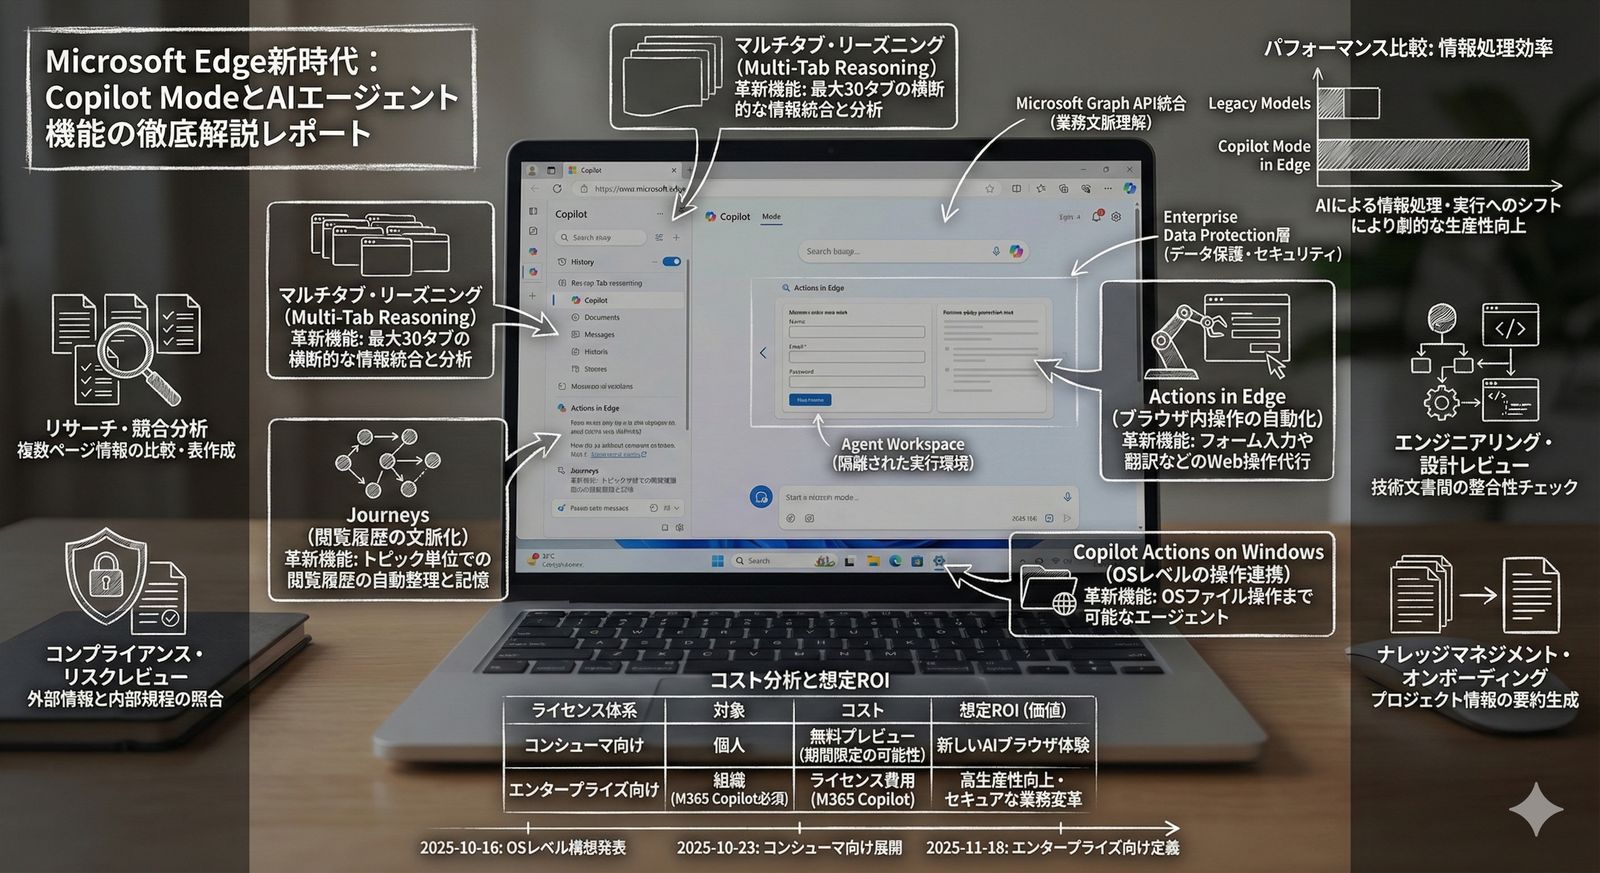 Microsoft Edge新時代：
Copilot ModeとAIエージェント
機能の徹底解説レポート
マルチタブ・リーズニング
（Multi-Tab Reasoning）
革新機能: 最大30タブの横断
的な情報統合と分析
Microsoft Graph API統合
（業務文脈理解）
パフォーマンス比較: 情報処理効率
Legacy Models
Copilot Mode
in Edge
AIによる情報処理・実行へのシフト
により劇的な生産性向上
Enterprise
Data Protection層
（データ保護・セキュリティ）
マルチタブ・リーズニング
（Multi-Tab Reasoning）
革新機能: 最大30タブの
横断的な情報統合と分析
リサーチ・競合分析
複数ページ情報の比較・表作成
Journeys
（閲覧履歴の文脈化）
革新機能: トピック単位での
閲覧履歴の自動整理と記憶
コンプライアンス・
リスクレビュー
外部情報と内部規程の照合
Copilot
Copilot
History
Copilot
Documents
Messages
Historis
Stores
Actions in Edge
Journeys
Copilot
Mode
Actions in Edge
Name
Email*
Password
Agent Workspace
（隔離された実行環境）
Search
Actions in Edge
（ブラウザ内操作の自動化）
革新機能: フォーム入力や
翻訳などのWeb操作代行
エンジニアリング・
設計レビュー
技術文書間の整合性チェック
Copilot Actions on Windows
（OSレベルの操作連携）
革新機能: OSファイル操作まで
可能なエージェント
ナレッジマネジメント・
オンボーディング
プロジェクト情報の要約生成
コスト分析と想定ROI
ライセンス体系 対象 コスト 想定ROI (価値)
コンシューマ向け 個人 無料プレビュー (期間限定の可能性) 新しいAIブラウザ体験
エンタープライズ向け 組織 (M365 Copilot必須) ライセンス費用 (M365 Copilot) 高生産性向上・セキュアな業務変革
2025-10-16: OSレベル構想発表
2025-10-23: コンシューマ向け展開
2025-11-18: エンタープライズ向け定義